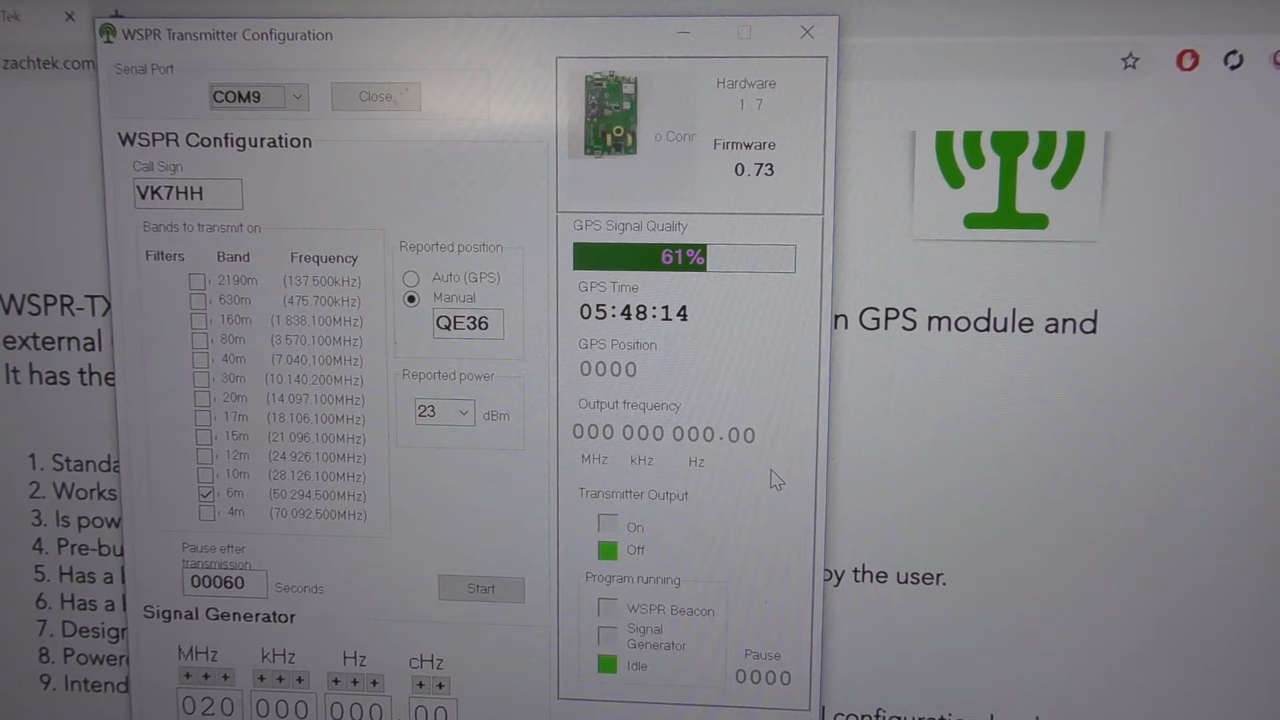 Tek
WSPR Transmitter Configuration
zachtek.com
Serial Port
COM9
Close
WSPR Configuration
Call Sign
VK7HH
Bands to transmit on
Filters Band Frequency
2190m (137.500kHz)
630m (475.700kHz)
160m (1.838,100MHz)
80m (3 570,100MHz)
40m (7.040,100MHz)
30m (10.140,200MHz)
20m (14.097,100MHz)
17m (18.106,100MHz)
15m (21.096,100MHz)
12m (24.926,100MHz)
10m (28.126,100MHz)
6m (50.294,500MHz)
4m (70.092,500MHz)
Reported position
Auto (GPS)
Manual
QE36
Reported power
23 dBm
Pause efter
transmission
00060 Seconds
Start
Signal Generator
MHz kHz Hz cHz
+ + + + + + + + + + +
020 000 000.00
Hardware
1 7
o Conr
Firmware
0.73
GPS Signal Quality
61%
GPS Time
05:48:14
GPS Position
0000
Output frequency
000 000 000.00
MHz kHz Hz
Transmitter Output
On
Off
Program running
WSPR Beacon
Signal
Generator
Idle
Pause
0000
WSPR-TX
n GPS module and
external
It has the
1. Standa
2. Works
3. Is pow
4. Pre-bu
5. Has a
by the user.
6. Has a
7. Design
8. Power
9. Intend